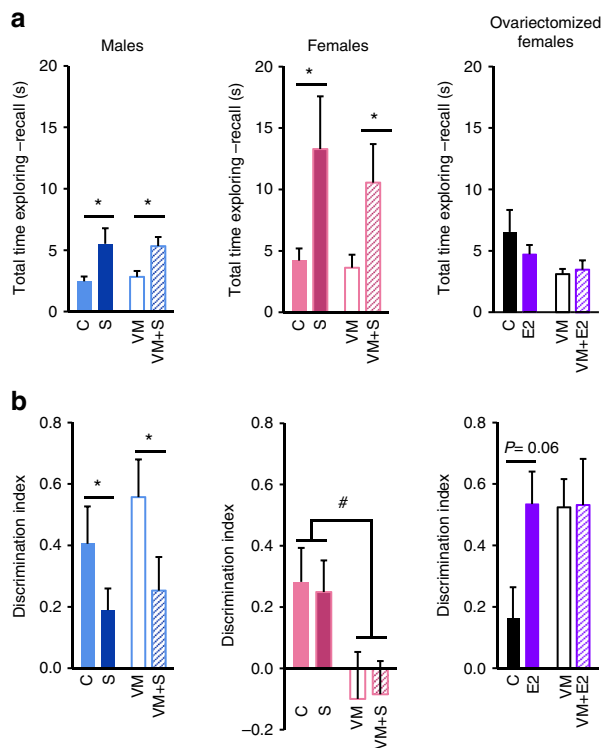 a
Males
Females
Ovariectomized
females
Total time exploring –recall (s)
20
15
10
5
0
*
*
C
S
VM
VM+S
Total time exploring –recall (s)
20
15
10
5
0
*
*
C
S
VM
VM+S
Total time exploring –recall (s)
20
15
10
5
0
C
E2
VM
VM+E2
b
Discrimination index
0.8
0.6
0.4
0.2
0.0
*
*
C
S
VM
VM+S
Discrimination index
0.8
0.6
0.4
0.2
0.0
–0.2
#
C
S
VM
VM+S
Discrimination index
0.8
0.6
0.4
0.2
0.0
P= 0.06
C
E2
VM
VM+E2